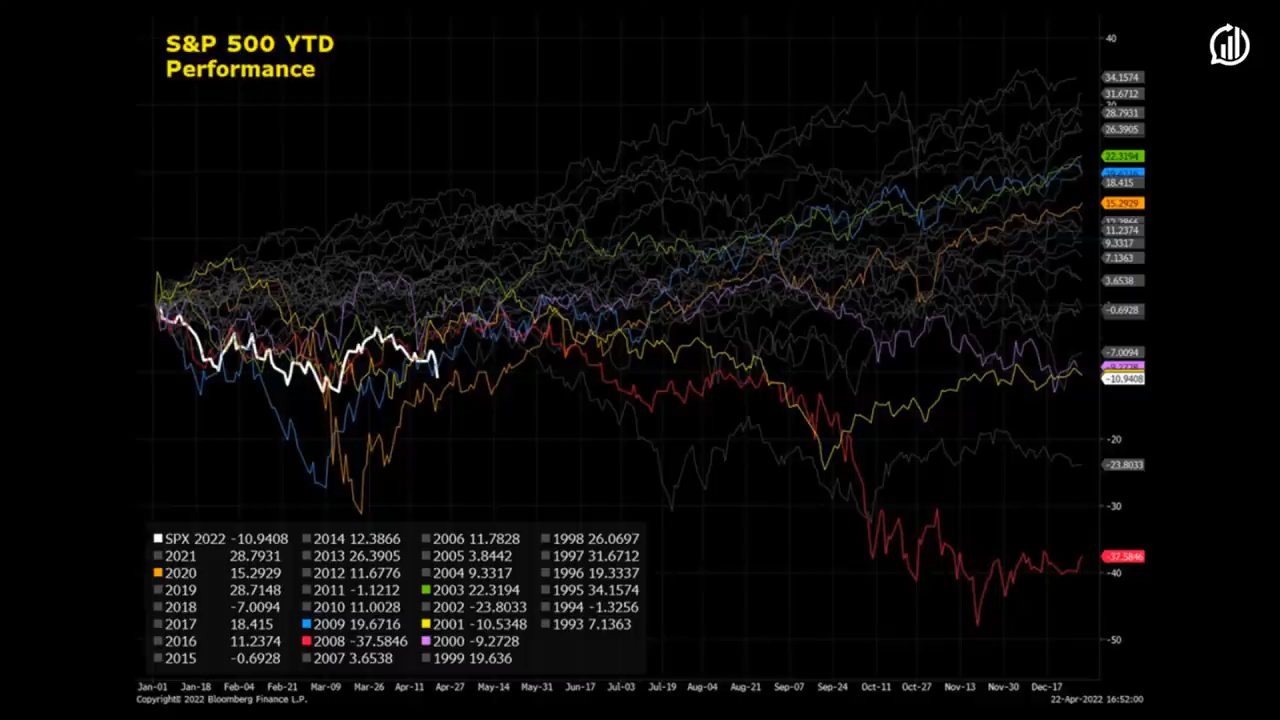 S&P 500 YTD
Performance
40
34.1574
31.6712
28.7931
26.3905
22.3194
18.415
15.2929
11.2374
9.3317
7.1363
3.6538
-0.6928
-7.0094
-10.9408
-20
-23.8033
-30
-37.5846
-40
-50
SPX 2022 -10.9408 2014 12.3866 2006 11.7828 1998 26.0697
2021 28.7931 2013 26.3905 2005 3.8442 1997 31.6712
2020 15.2929 2012 11.6776 2004 9.3317 1996 19.3337
2019 28.7148 2011 -1.1212 2003 22.3194 1995 34.1574
2018 -7.0094 2010 11.0028 2002 -23.8033 1994 -1.3256
2017 18.415 2009 19.6716 2001 -10.5348 1993 7.1363
2016 11.2374 2008 -37.5846 2000 -9.2728
2015 -0.6928 2007 3.6538 1999 19.636
Jan-01 Jan-18 Feb-04 Feb-21 Mar-09 Mar-26 Apr-11 Apr-27 May-14 May-31 Jun-17 Jul-03 Jul-19 Aug-04 Aug-21 Sep-07 Sep-24 Oct-11 Oct-27 Nov-13 Nov-30 Dec-17
Copyright© 2022 Bloomberg Finance L.P. 22-Apr-2022 16:52:00